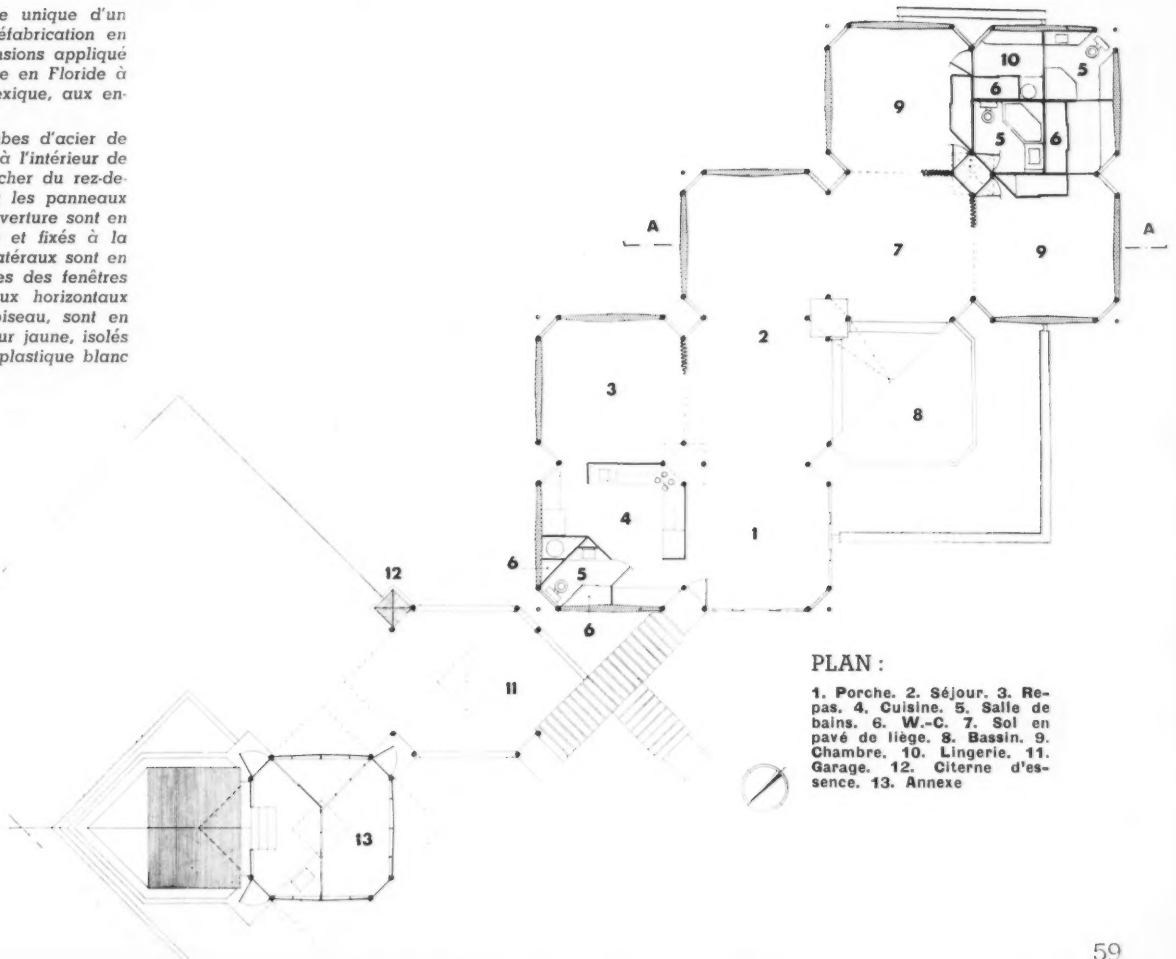 e unique d'un
éfabrication en
nsions appliqué
e en Floride à
exique, aux en-
bes d'acier de
à l'intérieur de
cher du rez-de-
les panneaux
verture sont en
et fixés à la
atéraux sont en
es des fenêtres
ux horizontaux
oiseau, sont en
ur jaune, isolés
plastique blanc
10
5
6
9
5
6
A
7
9
A
2
3
8
4
1
6
5
12
6
11
13
PLAN :
1. Porche. 2. Séjour. 3. Re-
pas. 4. Cuisine. 5. Salle de
bains. 6. W.-C. 7. Sol en
pavé de liège. 8. Bassin. 9.
Chambre. 10. Lingerie. 11.
Garage. 12. Citerne d'es-
sence. 13. Annexe
59